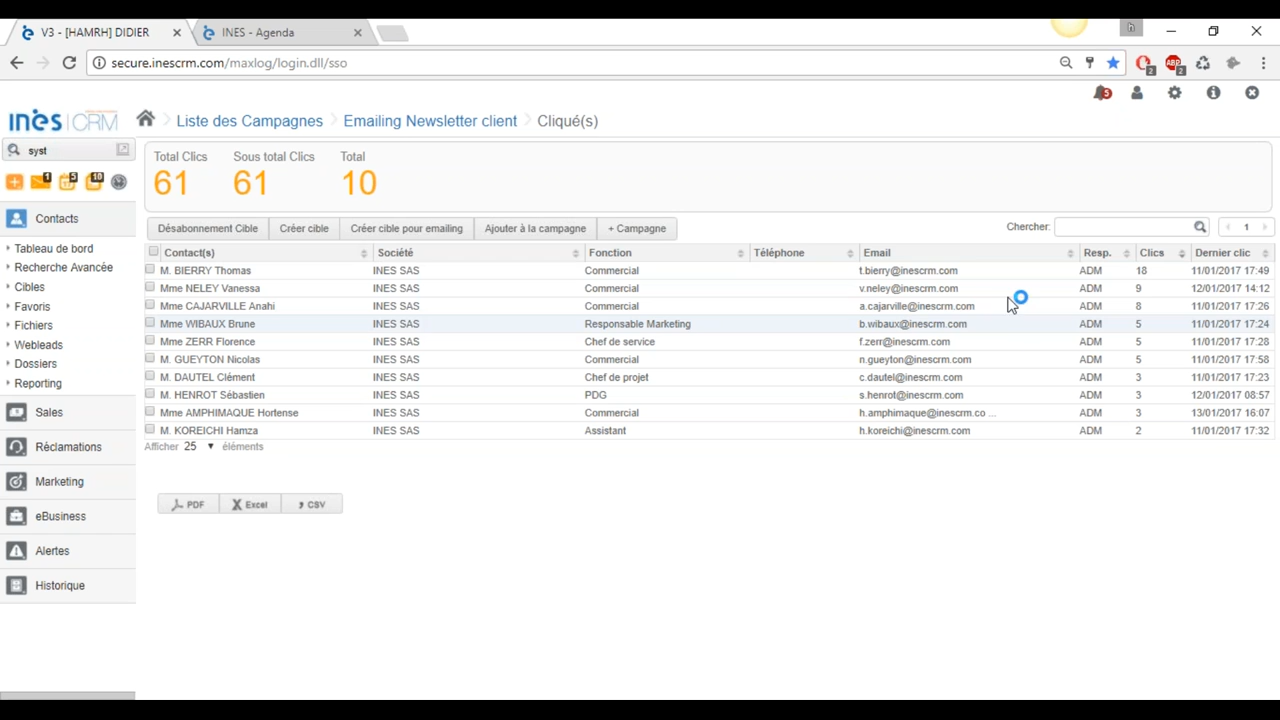 V3 - [HAMRH] DIDIER
INES - Agenda
h
secure.inescrm.com/maxlog/login.dll/sso
2
ABP
2
5
inès CRM
Liste des Campagnes
Emailing Newsletter client
Cliqué(s)
syst
1
5
10
Contacts
Tableau de bord
Recherche Avancée
Cibles
Favoris
Fichiers
Webleads
Dossiers
Reporting
Sales
Réclamations
Marketing
eBusiness
Alertes
Historique
Total Clics Sous total Clics Total
61 61 10
Désabonnement Cible Créer cible Créer cible pour emailing Ajouter à la campagne + Campagne
Chercher: 1
Contact(s) Société Fonction Téléphone Email Resp. Clics Dernier clic
M. BIERRY Thomas INES SAS Commercial t.bierry@inescrm.com ADM 18 11/01/2017 17:49
Mme NELEY Vanessa INES SAS Commercial v.neley@inescrm.com ADM 9 12/01/2017 14:12
Mme CAJARVILLE Anahi INES SAS Commercial a.cajarville@inescrm.com ADM 8 11/01/2017 17:26
Mme WIBAUX Brune INES SAS Responsable Marketing b.wibaux@inescrm.com ADM 5 11/01/2017 17:24
Mme ZERR Florence INES SAS Chef de service f.zerr@inescrm.com ADM 5 11/01/2017 17:28
M. GUEYTON Nicolas INES SAS Commercial n.gueyton@inescrm.com ADM 5 11/01/2017 17:58
M. DAUTEL Clément INES SAS Chef de projet c.dautel@inescrm.com ADM 3 11/01/2017 17:23
M. HENROT Sébastien INES SAS PDG s.henrot@inescrm.com ADM 3 12/01/2017 08:57
Mme AMPHIMAQUE Hortense INES SAS Commercial h.amphimaque@inescrm.co ... ADM 3 13/01/2017 16:07
M. KOREICHI Hamza INES SAS Assistant h.koreichi@inescrm.com ADM 2 11/01/2017 17:32
Afficher 25 éléments
PDF Excel CSV